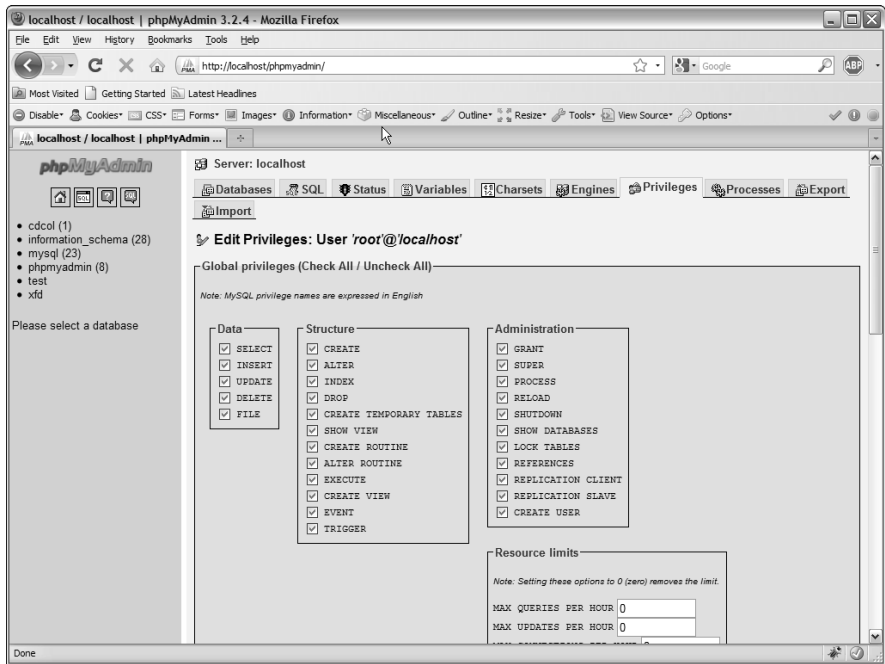 localhost / localhost | phpMyAdmin 3.2.4 - Mozilla Firefox
File Edit View History Bookmarks Tools Help
http://localhost/phpmyadmin/
Google
ABP
Most Visited Getting Started Latest Headlines
Disable Cookies CSS Forms Images Information Miscellaneous Outline Resize Tools View Source Options
localhost / localhost | phpMyAdmin ...
phpMyAdmin
cdcol (1)
information_schema (28)
mysql (23)
phpmyadmin (8)
test
xfd
Please select a database
Server: localhost
Databases SQL Status Variables Charsets Engines Privileges Processes Export
Import
Edit Privileges: User 'root'@'localhost'
Global privileges (Check All / Uncheck All)
Note: MySQL privilege names are expressed in English
Data
SELECT
INSERT
UPDATE
DELETE
FILE
Structure
CREATE
ALTER
INDEX
DROP
CREATE TEMPORARY TABLES
SHOW VIEW
CREATE ROUTINE
ALTER ROUTINE
EXECUTE
CREATE VIEW
EVENT
TRIGGER
Administration
GRANT
SUPER
PROCESS
RELOAD
SHUTDOWN
SHOW DATABASES
LOCK TABLES
REFERENCES
REPLICATION CLIENT
REPLICATION SLAVE
CREATE USER
Resource limits
Note: Setting these options to 0 (zero) removes the limit.
MAX QUERIES PER HOUR 0
MAX UPDATES PER HOUR 0
Done